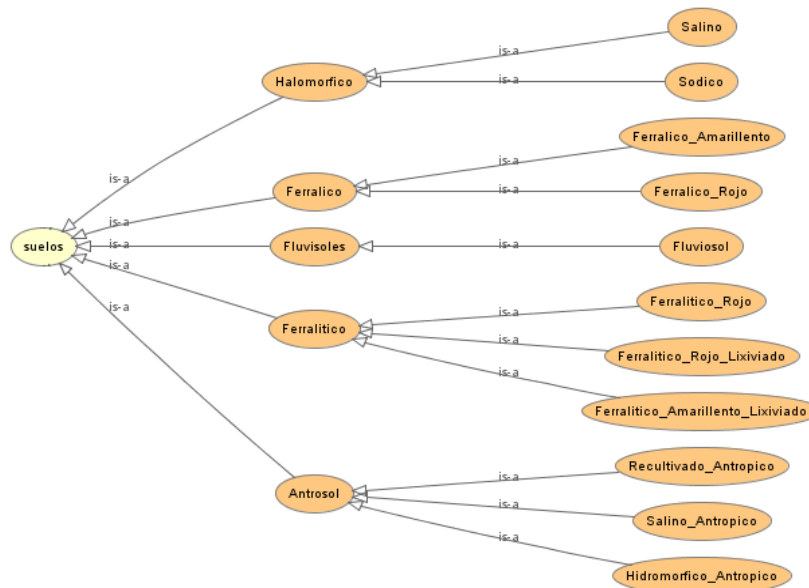 Salino
is-a
Halomorfico
is-a
Sodico
Ferralico_Amarillento
is-a
is-a
Ferralico
is-a
Ferralico_Rojo
is-a
suelos
is-a
Fluvisoles
is-a
Fluviosol
is-a
Ferralitico_Rojo
is-a
is-a
Ferralitico
is-a
Ferralitico_Rojo_Lixiviado
is-a
Ferralitico_Amarillento_Lixiviado
Recultivado_Antropico
is-a
Antrosol
is-a
Salino_Antropico
is-a
Hidromorfico_Antropico